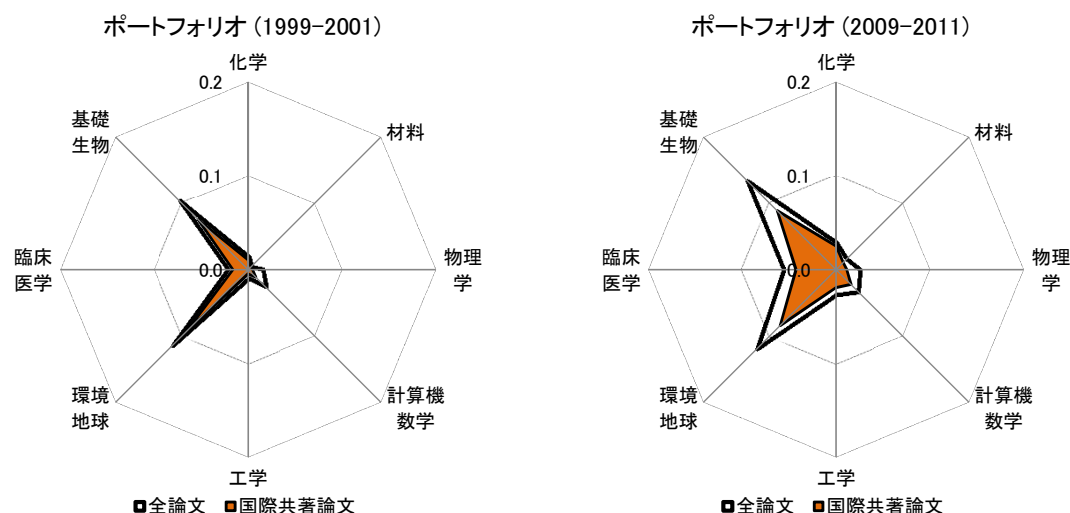 ポートフォリオ (1999-2001)
化学
0.2
基礎
生物
材料
0.1
臨床
医学
0.0
物理
学
環境
地球
計算機
数学
工学
全論文 国際共著論文
ポートフォリオ (2009-2011)
化学
0.2
基礎
生物
材料
0.1
臨床
医学
0.0
物理
学
環境
地球
計算機
数学
工学
全論文 国際共著論文